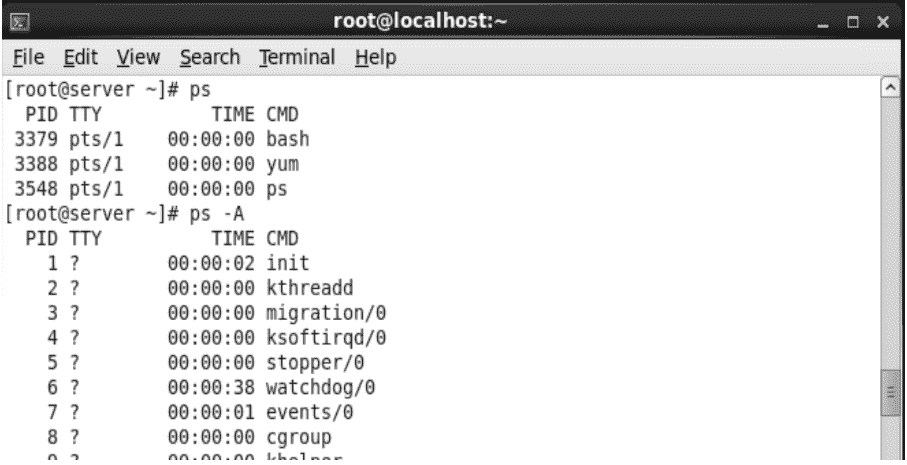 root@localhost:~
File Edit View Search Terminal Help
[root@server ~]# ps
PID TTY TIME CMD
3379 pts/1 00:00:00 bash
3388 pts/1 00:00:00 yum
3548 pts/1 00:00:00 ps
[root@server ~]# ps -A
PID TTY TIME CMD
1 ? 00:00:02 init
2 ? 00:00:00 kthreadd
3 ? 00:00:00 migration/0
4 ? 00:00:00 ksoftirqd/0
5 ? 00:00:00 stopper/0
6 ? 00:00:38 watchdog/0
7 ? 00:00:01 events/0
8 ? 00:00:00 cgroup